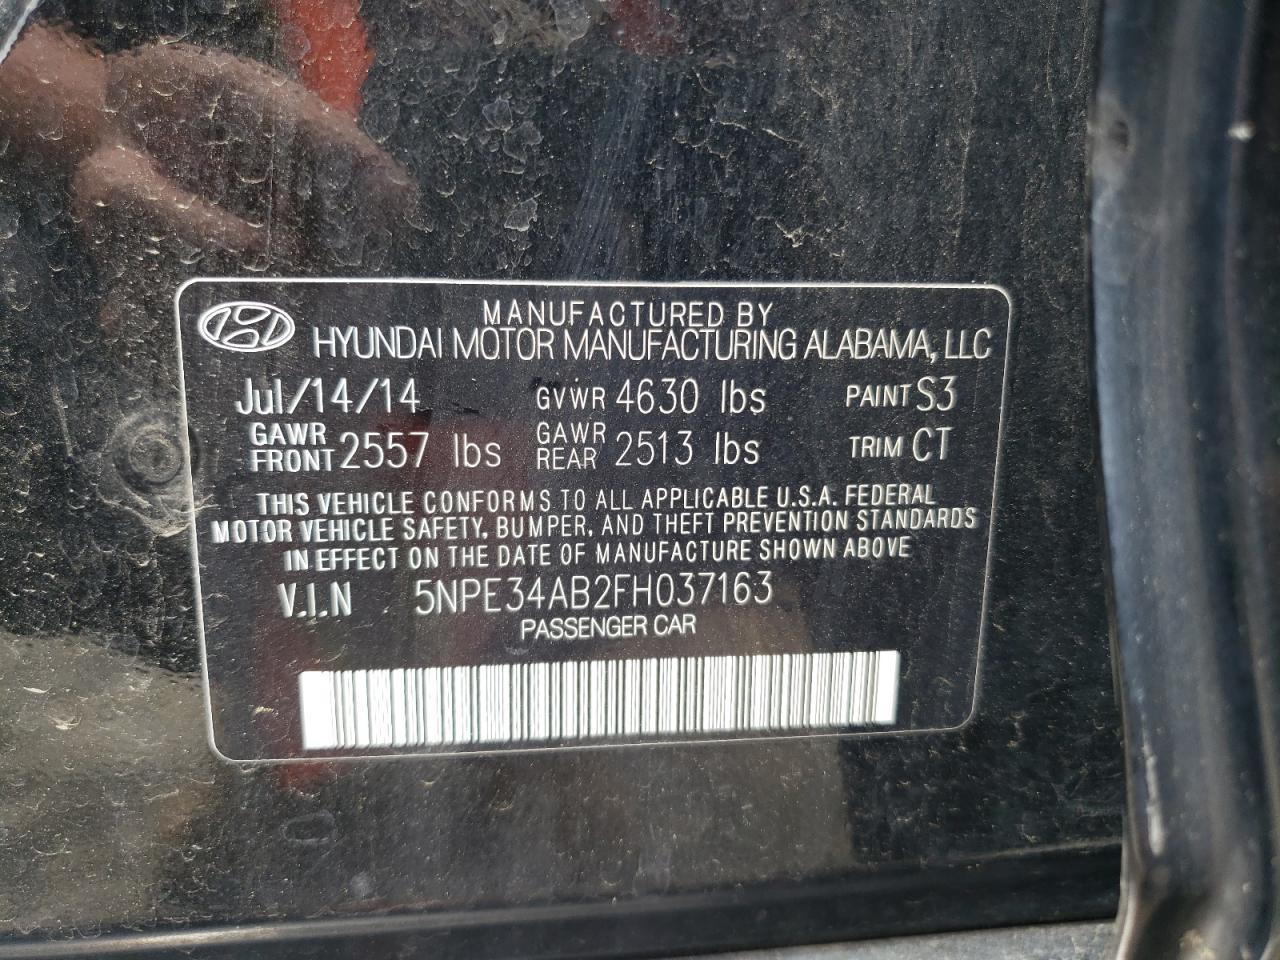 MANUFACTURED BY
HYUNDAI MOTOR MANUFACTURING ALABAMA, LLC
Jul/14/14 GVWR 4630 lbs PAINT S3
GAWR FRONT 2557 lbs GAWR REAR 2513 lbs TRIM CT
THIS VEHICLE CONFORMS TO ALL APPLICABLE U.S.A. FEDERAL
MOTOR VEHICLE SAFETY, BUMPER, AND THEFT PREVENTION STANDARDS
IN EFFECT ON THE DATE OF MANUFACTURE SHOWN ABOVE
V.I.N 5NPE34AB2FH037163
PASSENGER CAR